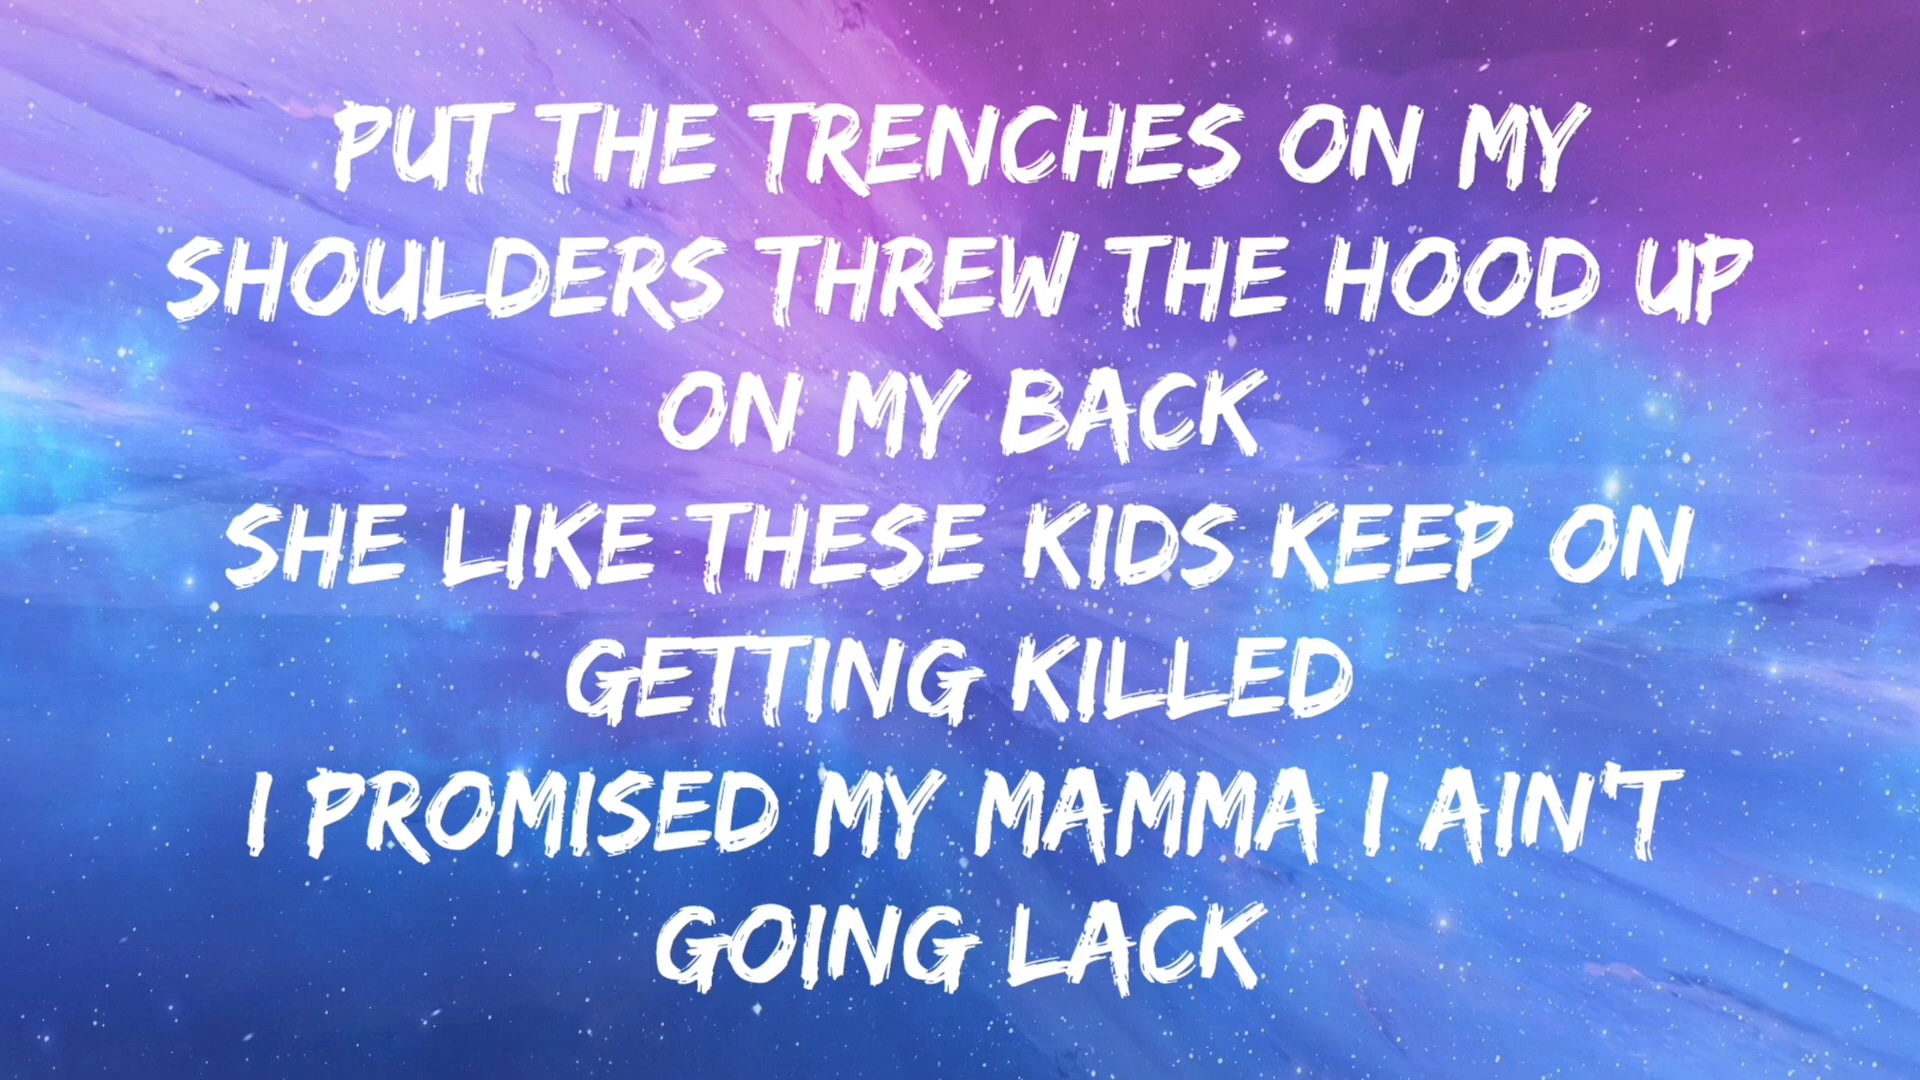 PUT THE TRENCHES ON MY
SHOULDERS THREW THE HOOD UP
ON MY BACK
SHE LIKE THESE KIDS KEEP ON
GETTING KILLED
I PROMISED MY MAMMA I AIN'T
GOING LACK